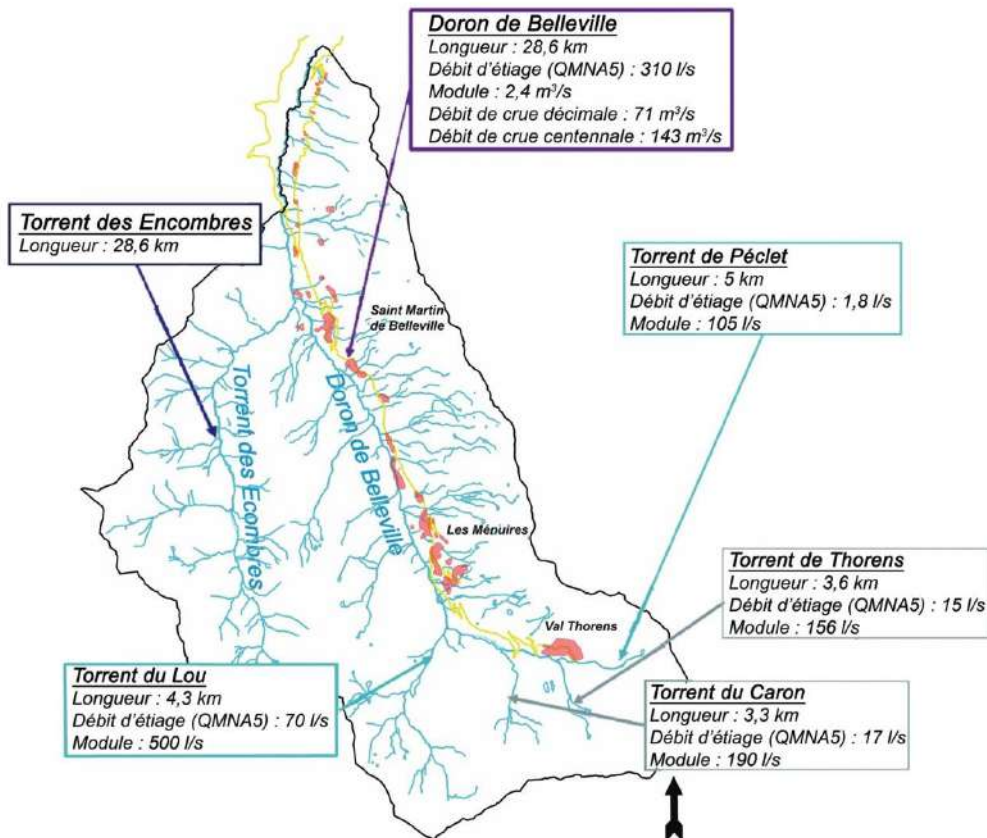 Doron de Belleville
Longueur : 28,6 km
Débit d'étiage (QMNA5) : 310 l/s
Module : 2,4 m³/s
Débit de crue décimale : 71 m³/s
Débit de crue centennale : 143 m³/s
Torrent des Encombres
Longueur : 28,6 km
Torrent de Péclet
Longueur : 5 km
Débit d'étiage (QMNA5) : 1,8 l/s
Module : 105 l/s
Saint Martin
de Belleville
Torrent des Ecombres
Doron de Belleville
Les Ménuires
Torrent de Thorens
Longueur : 3,6 km
Débit d'étiage (QMNA5) : 15 l/s
Module : 156 l/s
Val Thorens
Torrent du Lou
Longueur : 4,3 km
Débit d'étiage (QMNA5) : 70 l/s
Module : 500 l/s
Torrent du Caron
Longueur : 3,3 km
Débit d'étiage (QMNA5) : 17 l/s
Module : 190 l/s